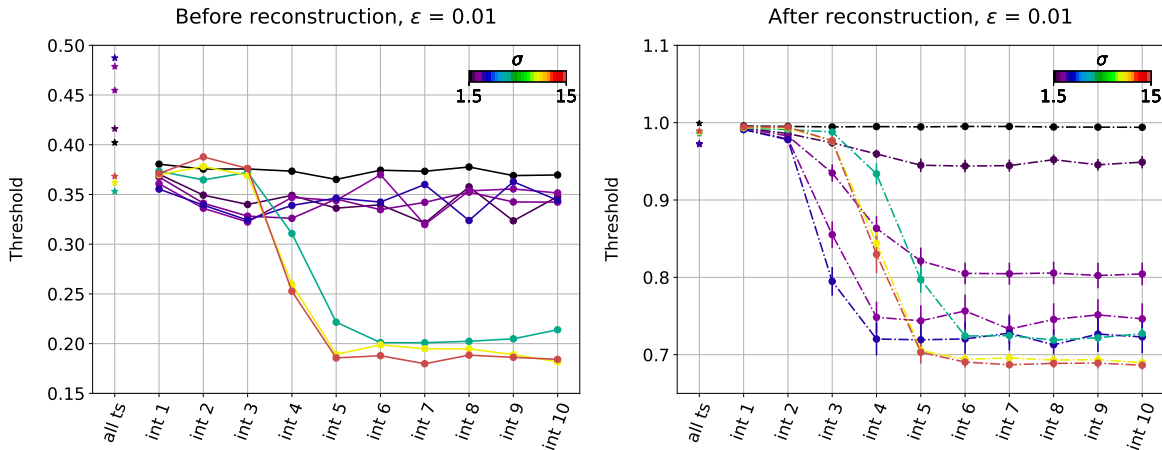 Before reconstruction, ε = 0.01
Threshold
0.50
0.45
0.40
0.35
0.30
0.25
0.20
0.15
σ
1.5 15
all ts int 1 int 2 int 3 int 4 int 5 int 6 int 7 int 8 int 9 int 10
After reconstruction, ε = 0.01
Threshold
1.1
1.0
0.9
0.8
0.7
σ
1.5 15
all ts int 1 int 2 int 3 int 4 int 5 int 6 int 7 int 8 int 9 int 10